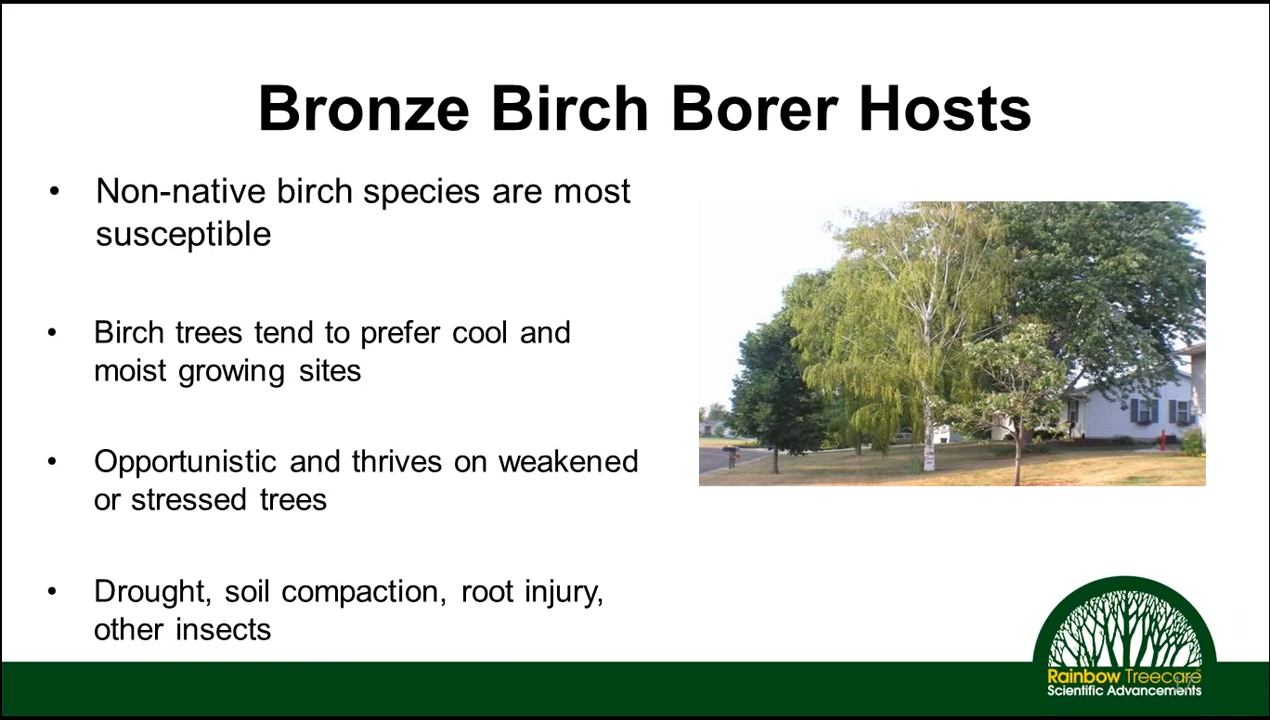 Bronze Birch Borer Hosts
• Non-native birch species are most
susceptible
• Birch trees tend to prefer cool and
moist growing sites
• Opportunistic and thrives on weakened
or stressed trees
• Drought, soil compaction, root injury,
other insects
Rainbow Treecare
Scientific Advancements